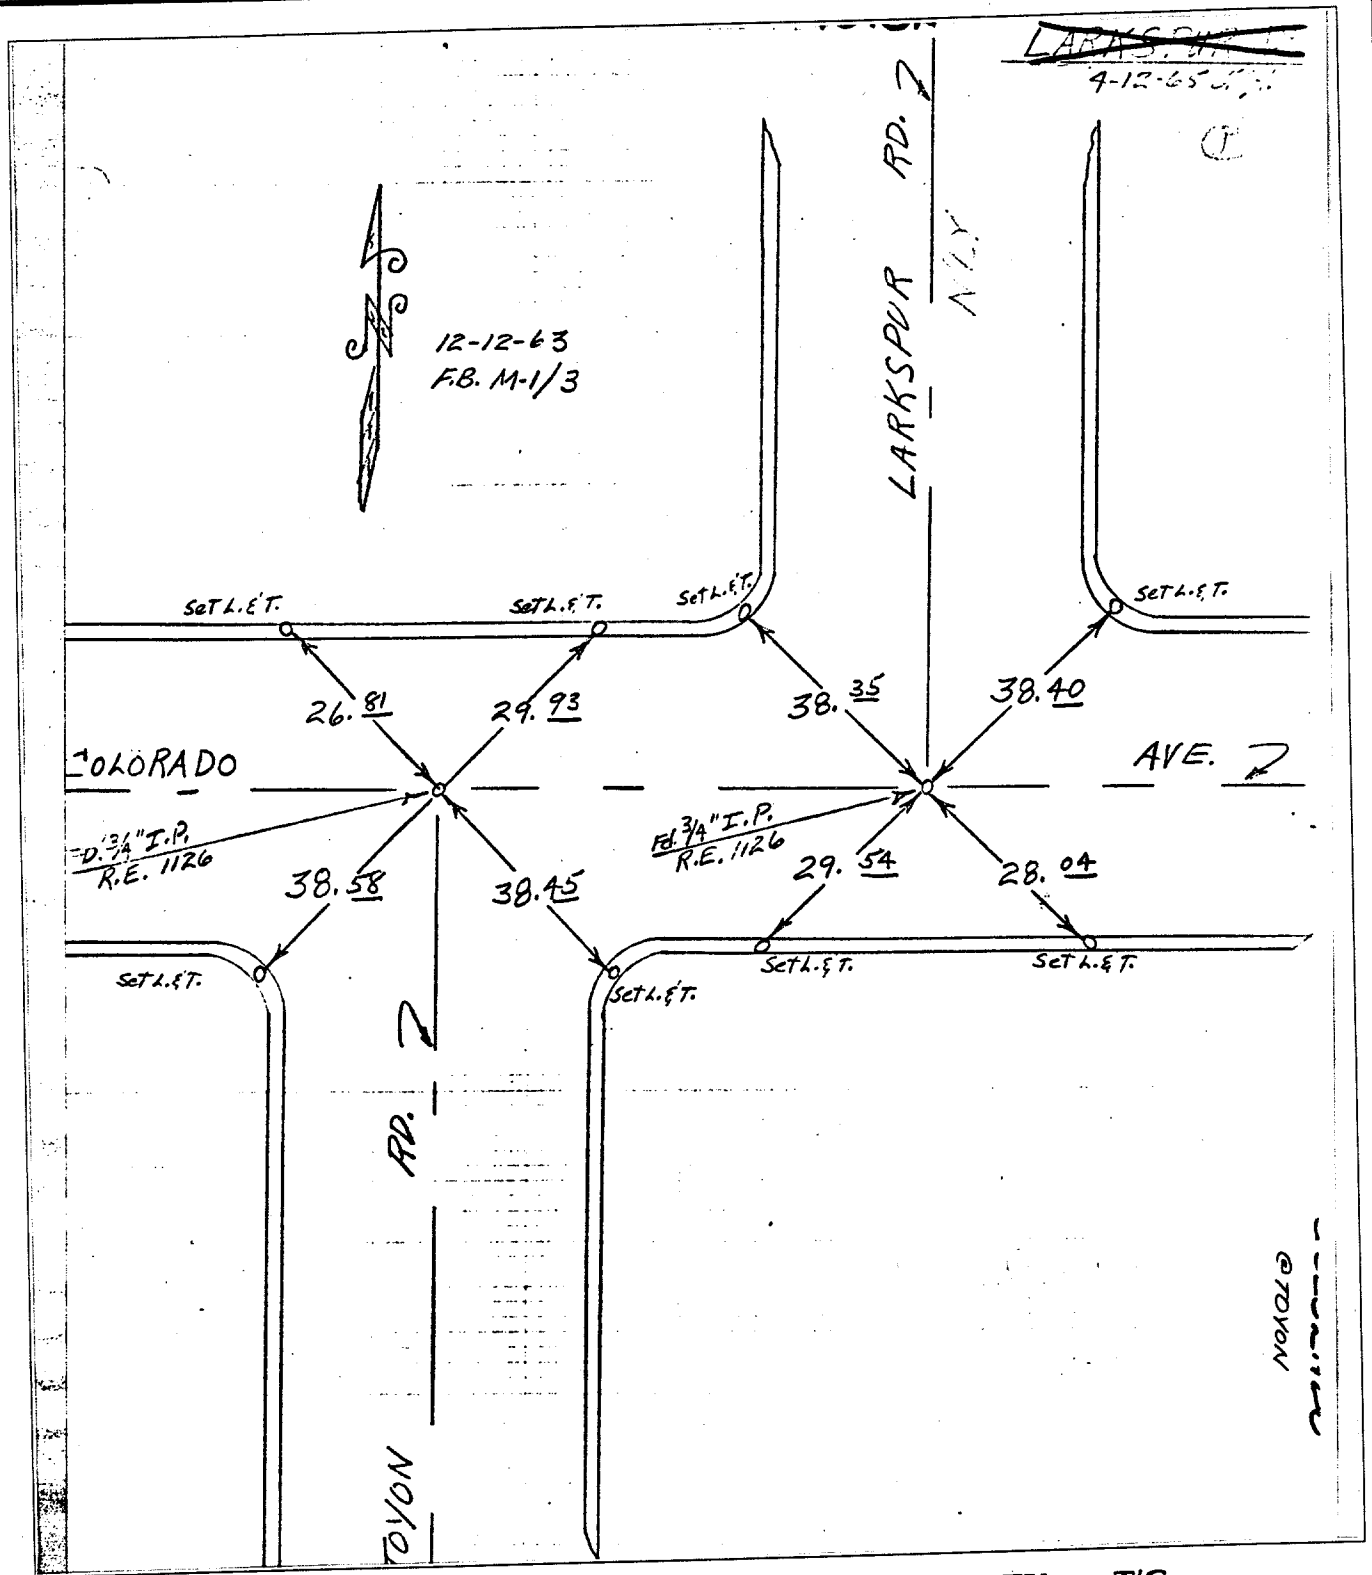 LARKSPUR
4-12-65
LARKSPUR RD.
N'LY
12-12-63
F.B. M-1/3
Set L.&T.
Set L.&T.
Set L.&T.
Set L.&T.
26.81
29.93
38.35
38.40
COLORADO
AVE.
FD. 3/4" I.P.
R.E. 1126
Fd. 3/4" I.P.
R.E. 1126
38.58
38.45
29.54
28.04
Set L.&T.
Set L.&T.
Set L.&T.
Set L.&T.
TOYON RD.
@TOYON